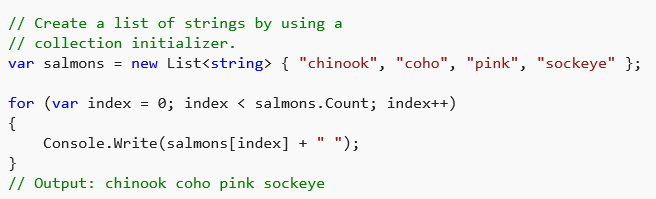 // Create a list of strings by using a
// collection initializer.
var salmons = new List<string> { "chinook", "coho", "pink", "sockeye" };
for (var index = 0; index < salmons.Count; index++)
{
    Console.Write(salmons[index] + " ");
}
// Output: chinook coho pink sockeye